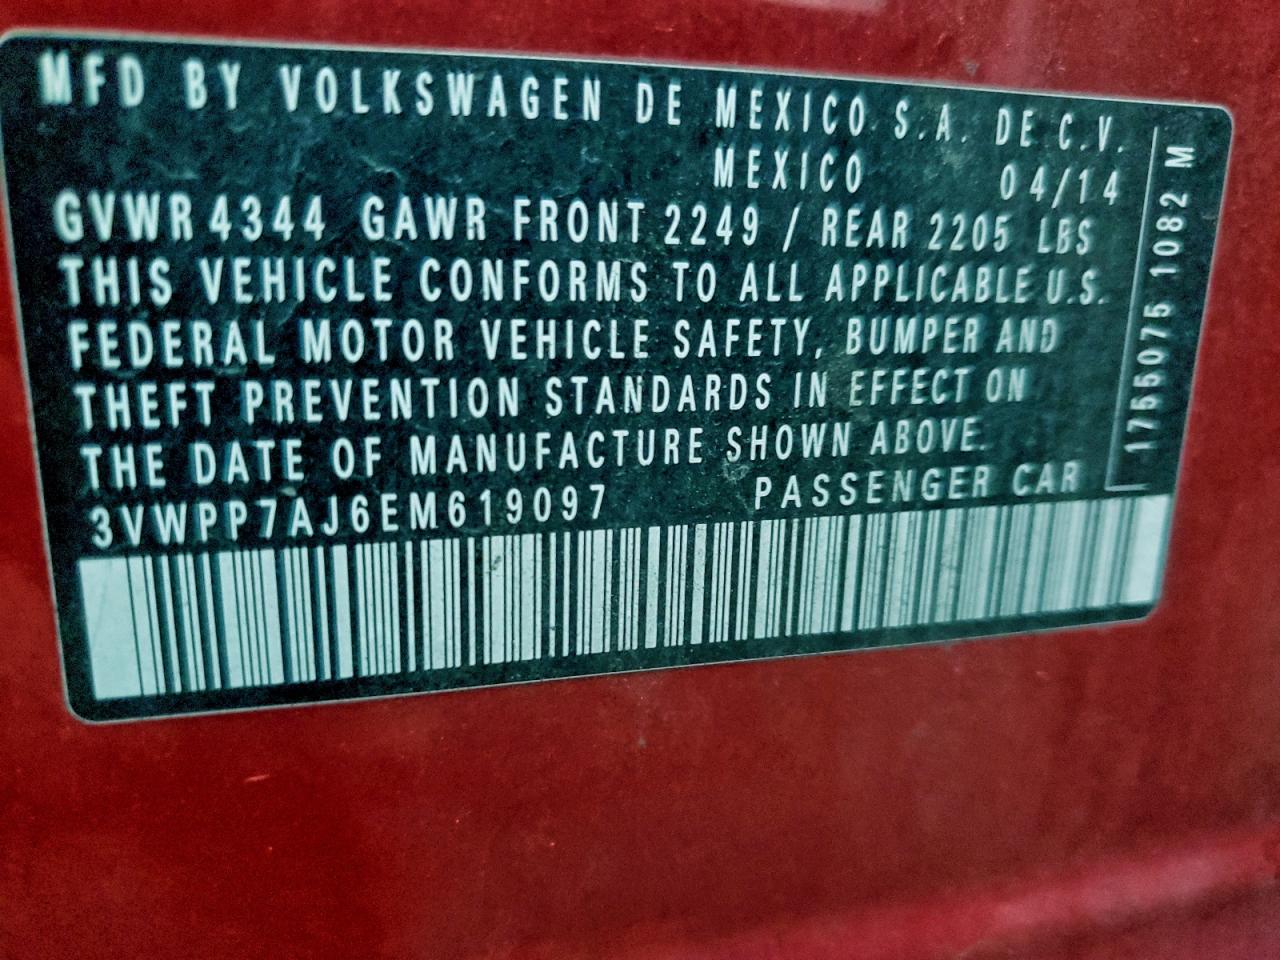 MFD BY VOLKSWAGEN DE MEXICO S.A. DE C.V.
MEXICO 04/14
GVWR 4344 GAWR FRONT 2249 / REAR 2205 LBS
THIS VEHICLE CONFORMS TO ALL APPLICABLE U.S.
FEDERAL MOTOR VEHICLE SAFETY, BUMPER AND
THEFT PREVENTION STANDARDS IN EFFECT ON
THE DATE OF MANUFACTURE SHOWN ABOVE.
3VWPP7AJ6EM619097 PASSENGER CAR
1755075 1082 M